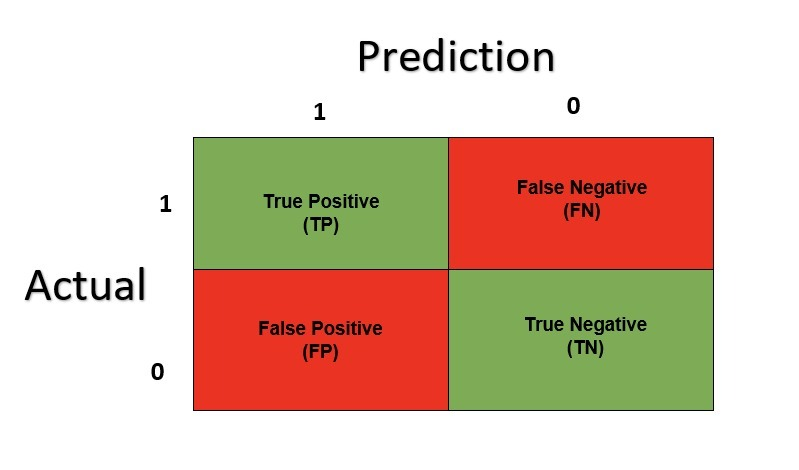 Prediction
1
0
1
True Positive
(TP)
False Negative
(FN)
Actual
0
False Positive
(FP)
True Negative
(TN)